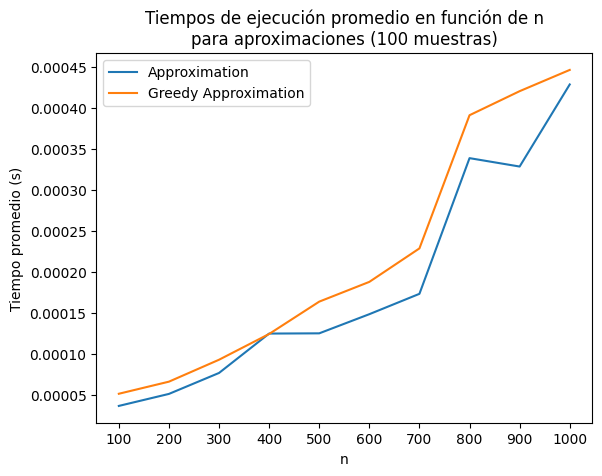 Tiempos de ejecución promedio en función de n
para aproximaciones (100 muestras)
Approximation
Greedy Approximation
Tiempo promedio (s)
0.00045
0.00040
0.00035
0.00030
0.00025
0.00020
0.00015
0.00010
0.00005
100 200 300 400 500 600 700 800 900 1000
n